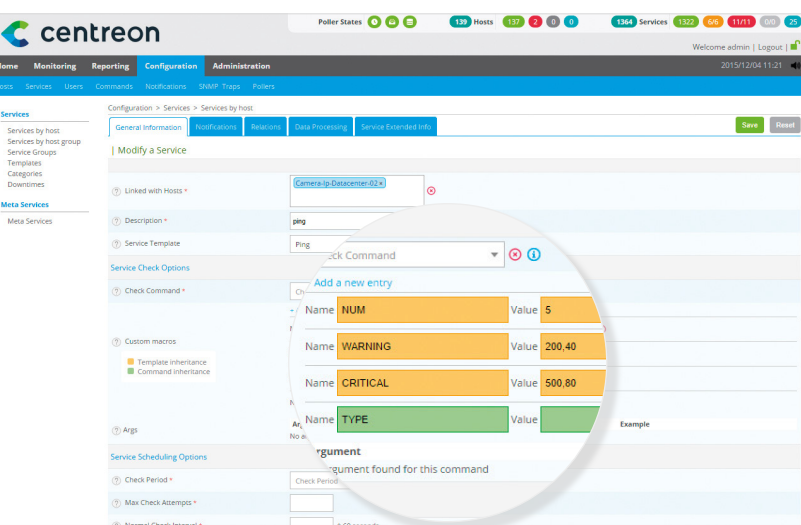 centreon
Poller States
139 Hosts 137 2 0 0
1364 Services 1322 6/6 11/11 0/0 25
Welcome admin | Logout |
Home Monitoring Reporting Configuration Administration
2015/12/04 11:21
Hosts Services Users Commands Notifications SNMP Traps Pollers
Configuration > Services > Services by host
Services
Services by host
Services by host group
Service Groups
Templates
Categories
Downtimes
Meta Services
Meta Services
General Information Notifications Relations Data Processing Service Extended Info
Save Reset
Modify a Service
Linked with Hosts *
Camera-Ip-Datacenter-02 x
Description *
ping
Service Template
Ping
Service Check Options
Check Command *
ck Command
Add a new entry
Name NUM Value 5
Custom macros
Name WARNING Value 200,40
Template inheritance
Command inheritance
Name CRITICAL Value 500,80
Name TYPE Value
Args
Example
rgument
rgument found for this command
Service Scheduling Options
Check Period *
Check Period
Max Check Attempts *
Normal Check Interval *
* 60 seconds